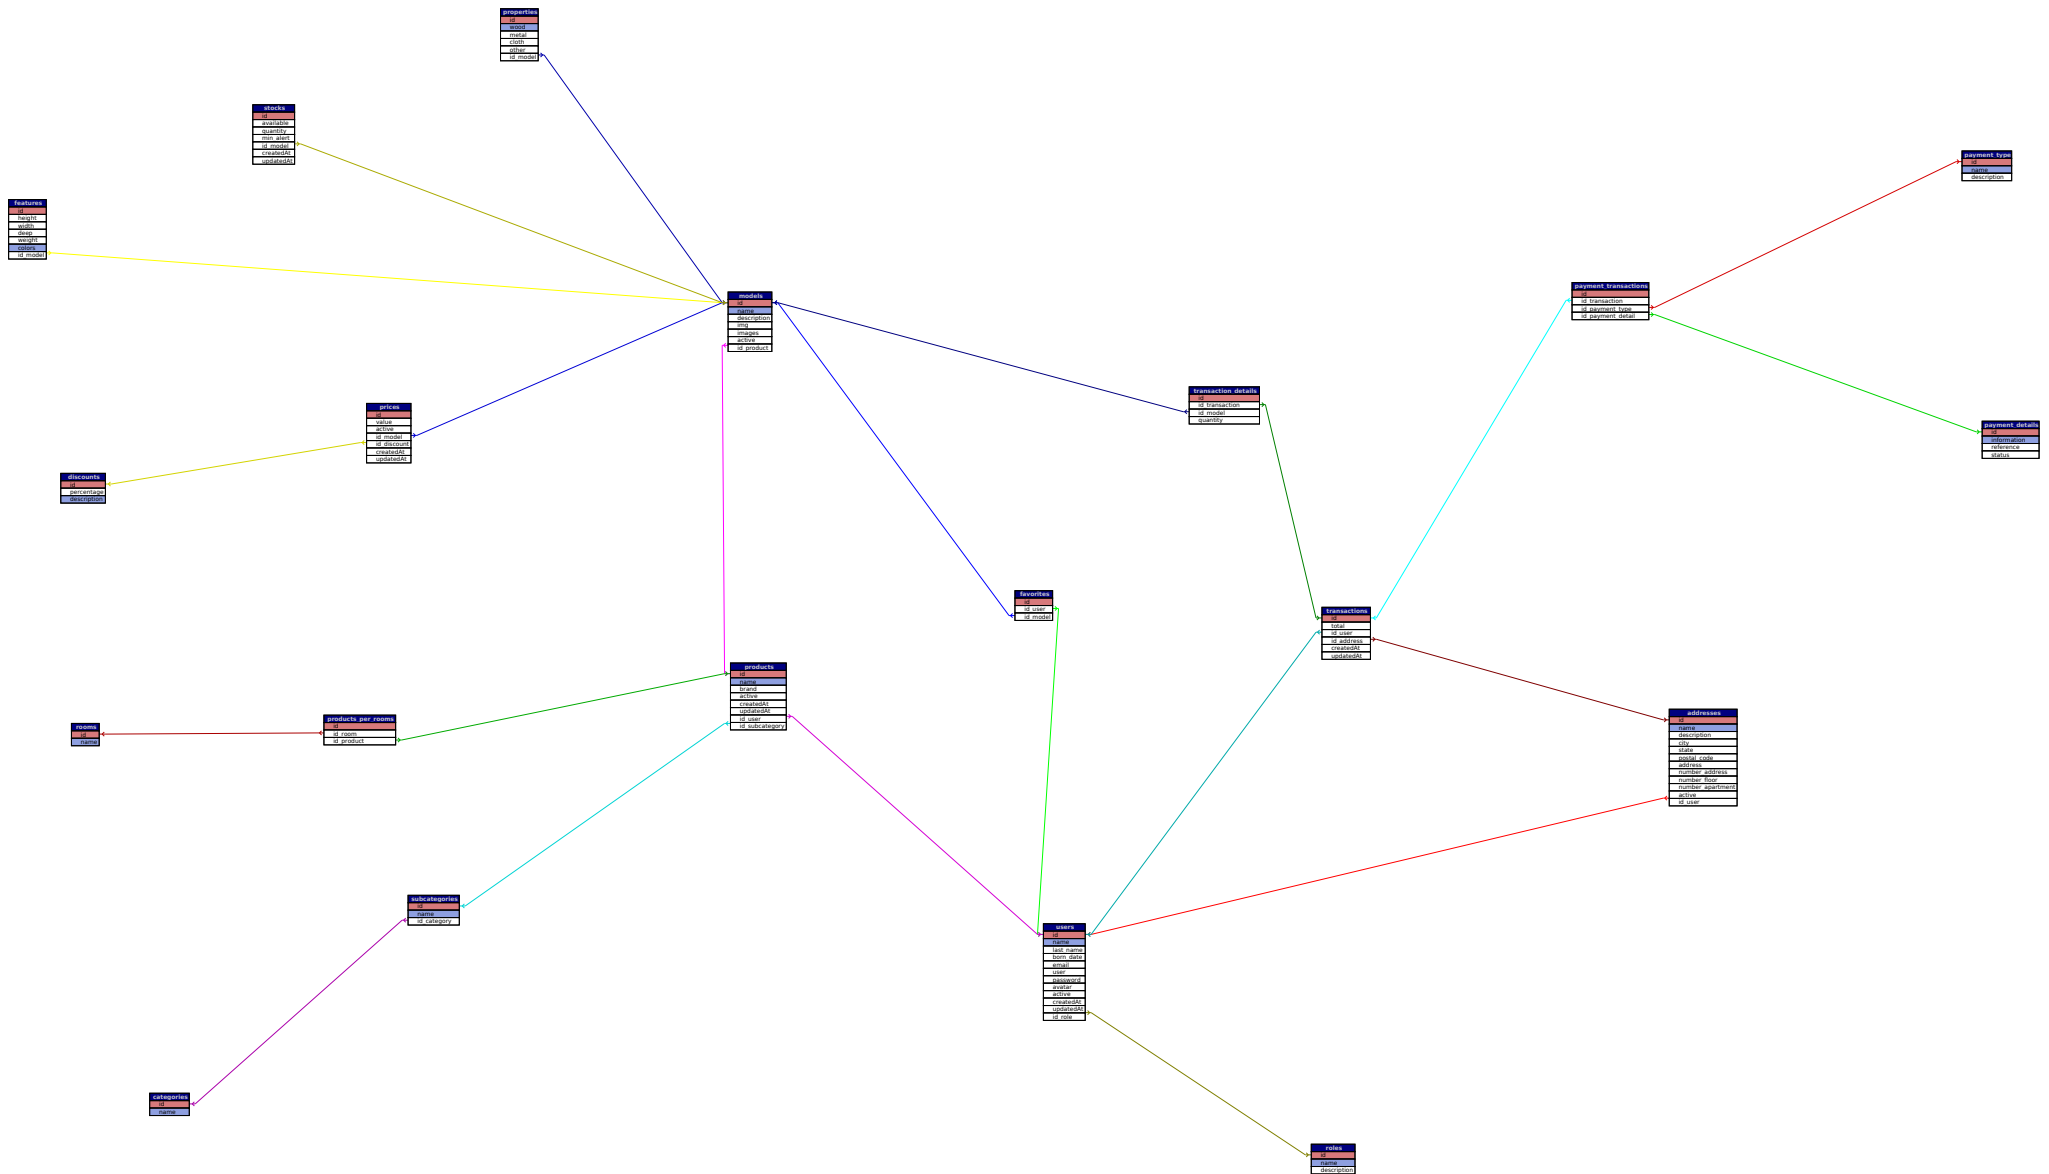 properties
id
wood
metal
cloth
other
id_model
stocks
id
available
quantity
min_alert
id_model
createdAt
updatedAt
payment_type
id
name
description
features
id
height
width
deep
weight
colors
id_model
payment_transactions
id
id_transaction
id_payment_type
id_payment_detail
models
id
name
description
img
images
active
id_product
transaction_details
id
id_transaction
id_model
quantity
prices
id
value
active
id_model
id_discount
createdAt
updatedAt
payment_details
id
information
reference
status
discounts
id
percentage
description
favorites
id
id_user
id_model
transactions
id
total
id_user
id_address
createdAt
updatedAt
products
id
name
brand
active
createdAt
updatedAt
id_user
id_subcategory
addresses
id
name
description
city
state
postal_code
address
number_address
number_floor
number_apartment
active
id_user
products_per_rooms
id
id_room
id_product
rooms
id
name
subcategories
id
name
id_category
users
id
name
last_name
born_date
email
user
password
avatar
active
createdAt
updatedAt
id_role
categories
id
name
roles
id
name
description